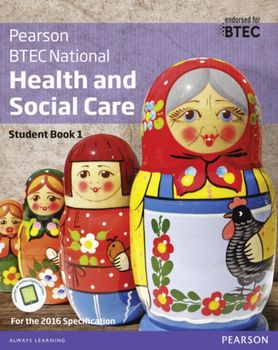 Pearson
BTEC National
Health and
Social Care
Student Book 1
endorsed for
BTEC
For the 2016 Specification
ALWAYS LEARNING
PEARSON